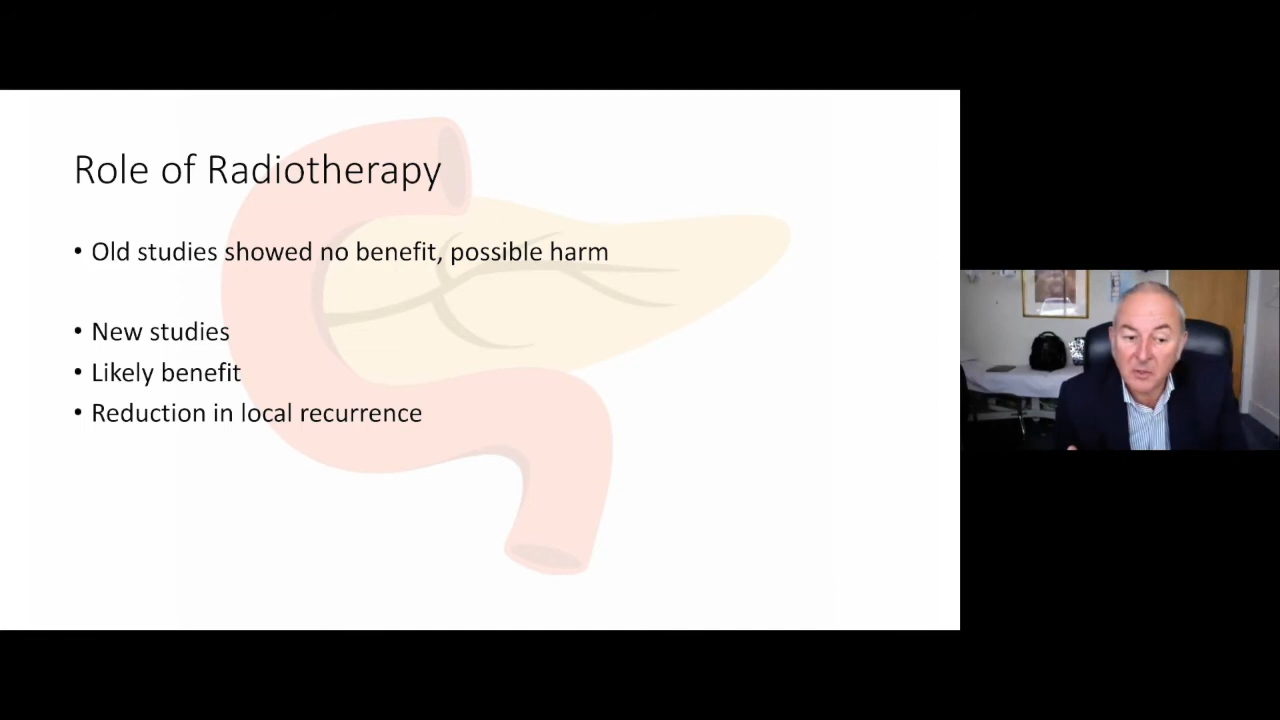 Role of Radiotherapy
• Old studies showed no benefit, possible harm
• New studies
• Likely benefit
• Reduction in local recurrence